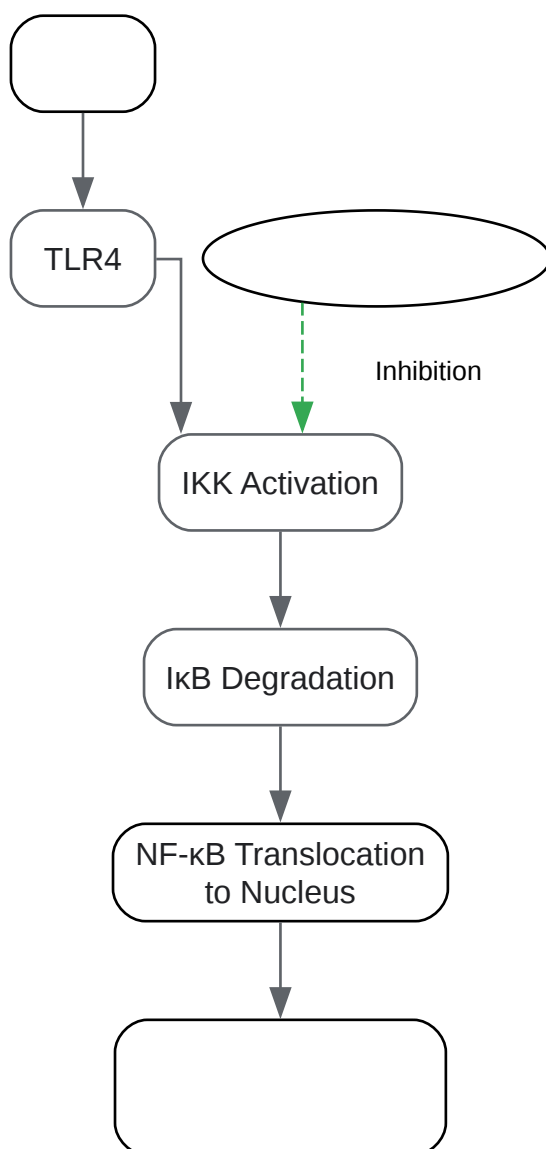 TLR4
Inhibition
IKK Activation
IκB Degradation
NF-κB Translocation
to Nucleus